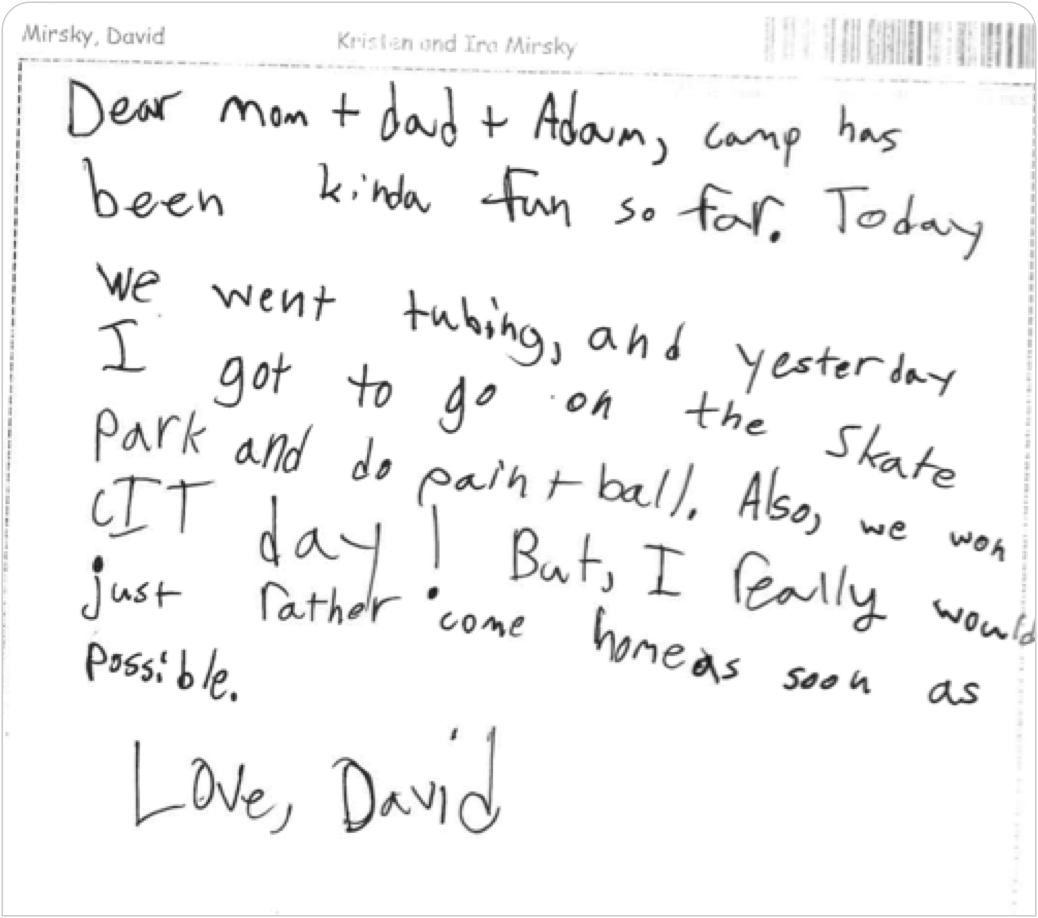 Mirsky, David
Kristen and Ira Mirsky
Dear mom + dad + Adam, camp has
been kinda fun so far. Today
we went tubing, and yesterday
I got to go on the skate
park and do paintball. Also, we won
CIT day! But, I really would
just rather come home as soon as
possible.
Love, David